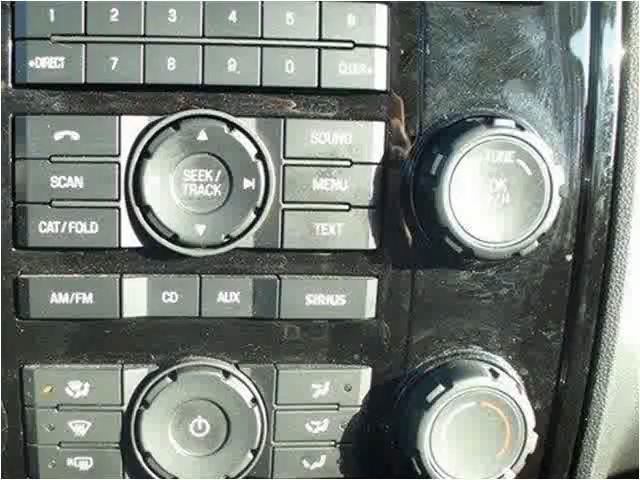 1 2 3 4 5 6
•DIRECT 7 8 9 0 CLEAR•
SOUND
SCAN SEEK/ MENU
TRACK
CAT/FOLD TEXT
TUNE
OK
AM/FM CD AUX SIRIUS